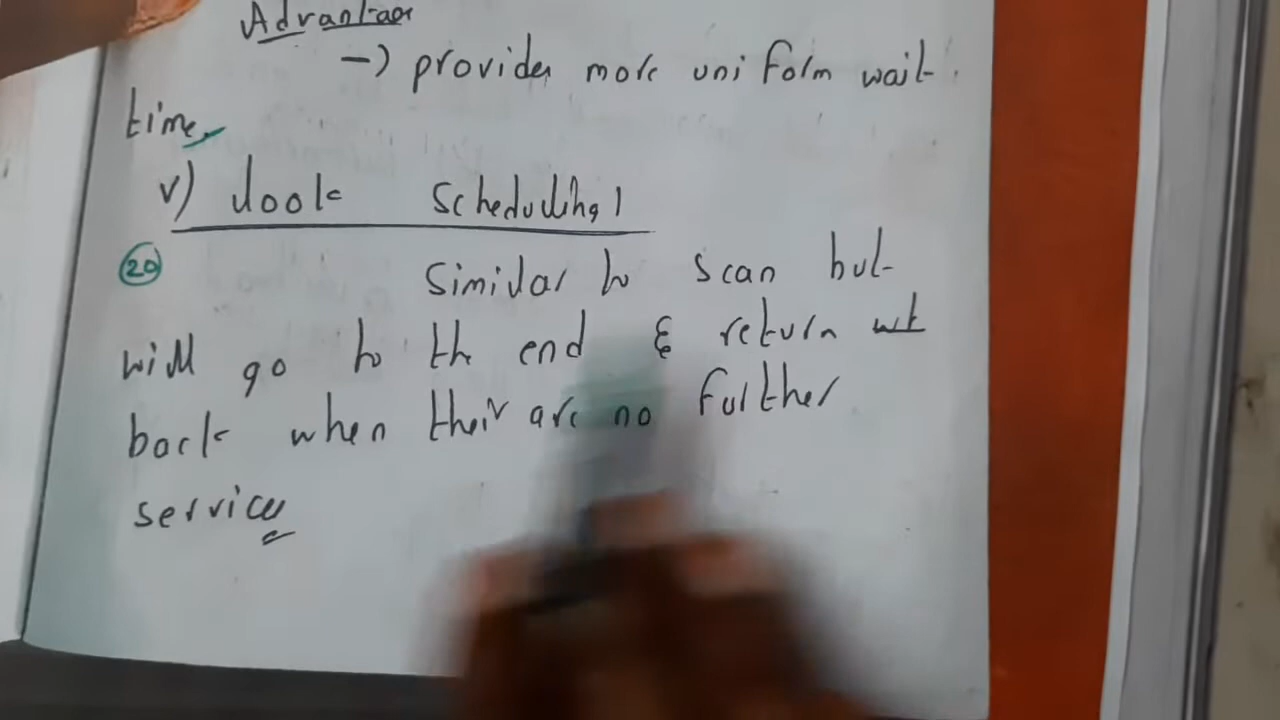 Advantage
-> provides more uniform wait
time
v) Look Scheduling
20 Similar to scan but
will go to the end & return
back when their are no further
services